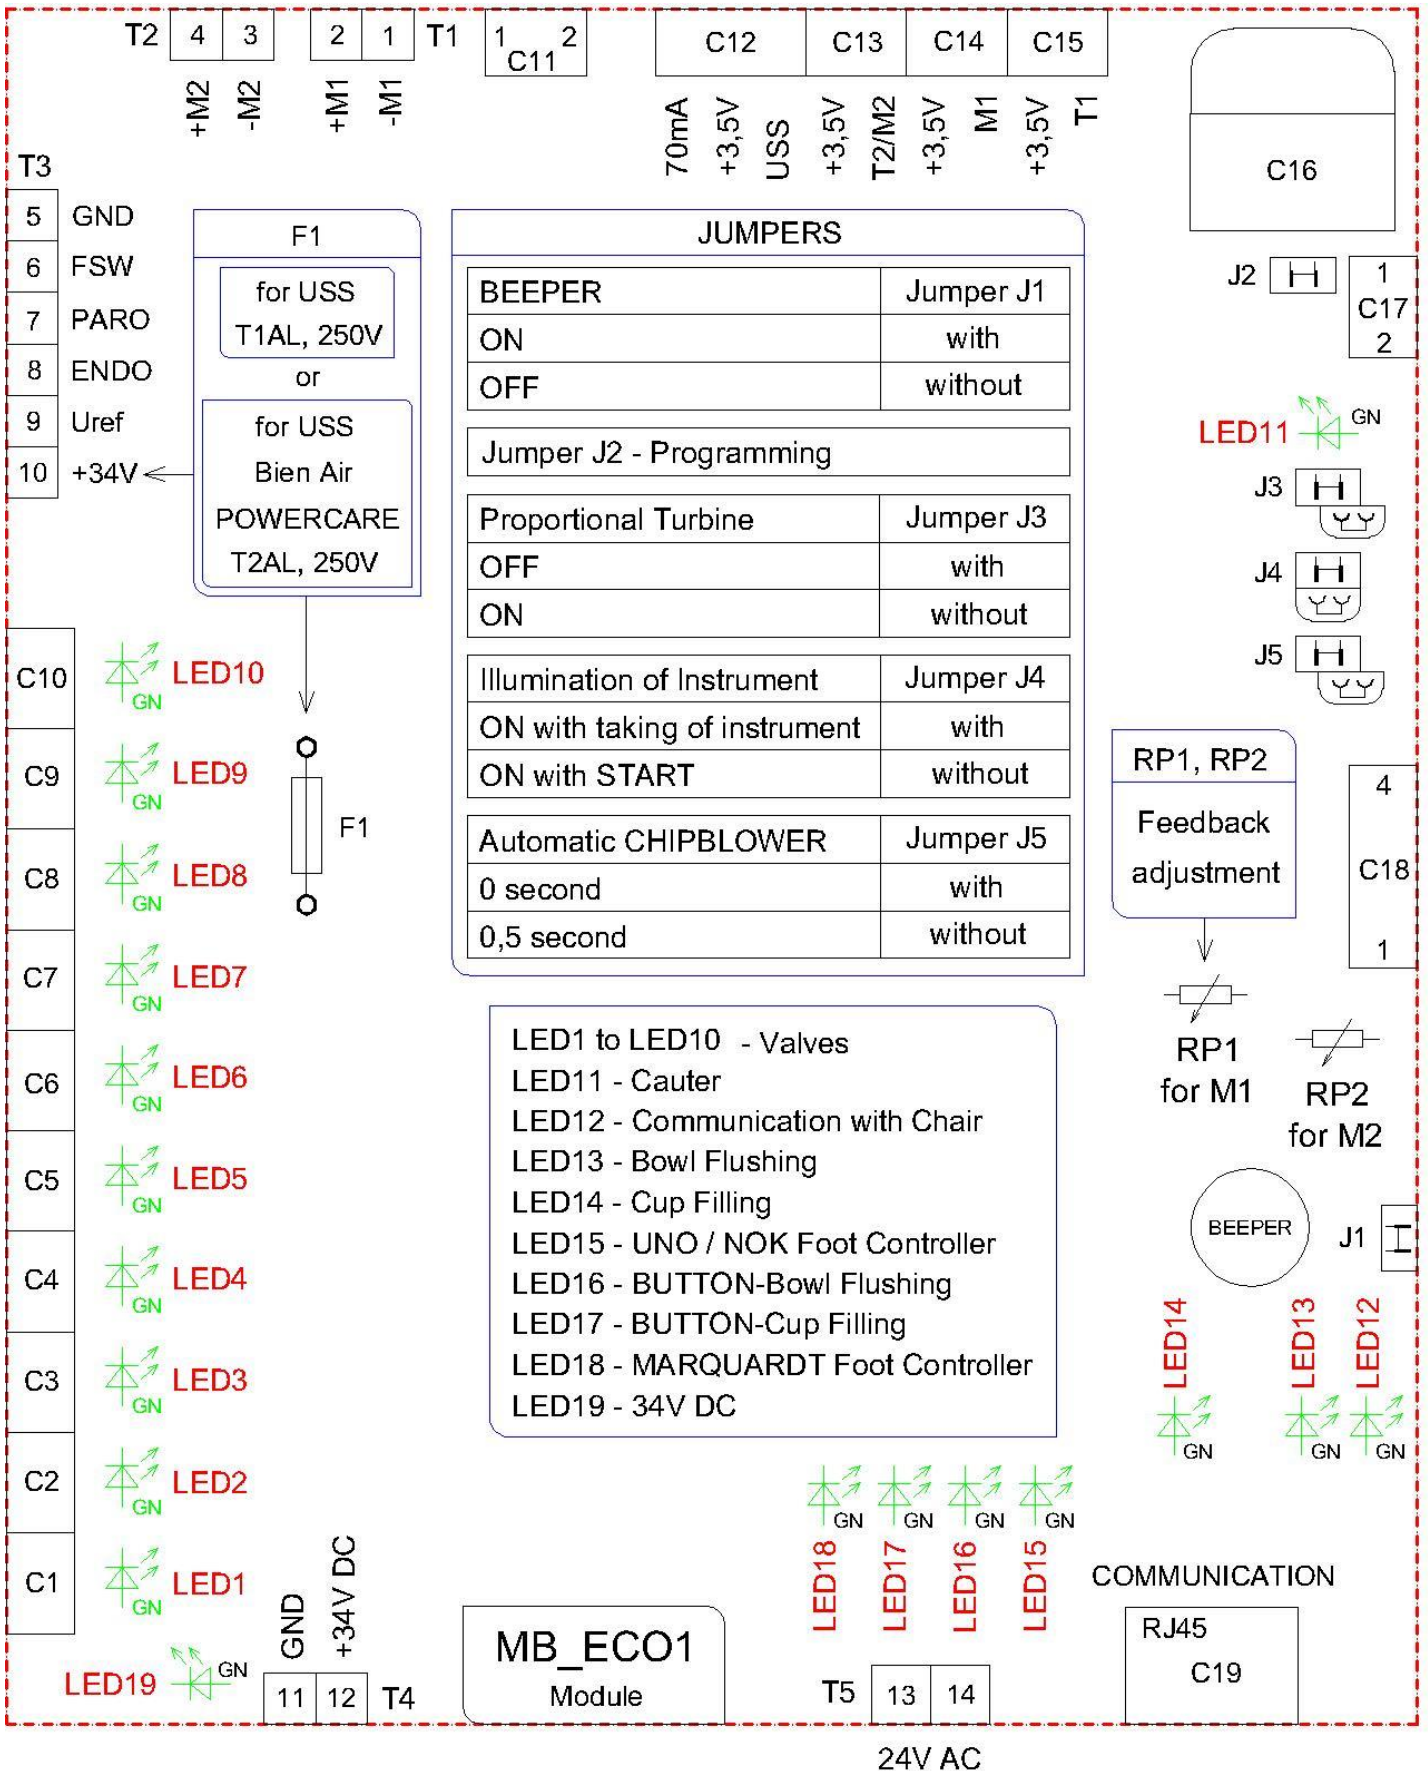 T2 4 3 2 1 T1 1 2
C11
C12 C13 C14 C15
+M2 -M2 +M1 -M1
70mA +3,5V USS +3,5V T2/M2 +3,5V M1 +3,5V T1
C16
T3
5 GND
6 FSW
7 PARO
8 ENDO
9 Uref
10 +34V
F1
for USS
T1AL, 250V
or
for USS
Bien Air
POWERCARE
T2AL, 250V
JUMPERS
BEEPER Jumper J1
ON with
OFF without
Jumper J2 - Programming
Proportional Turbine Jumper J3
OFF with
ON without
Illumination of Instrument Jumper J4
ON with taking of instrument with
ON with START without
Automatic CHIPBLOWER Jumper J5
0 second with
0,5 second without
J2
1
C17
2
LED11 GN
J3
J4
J5
C10 LED10 GN
C9 LED9 GN
C8 LED8 GN
C7 LED7 GN
C6 LED6 GN
C5 LED5 GN
C4 LED4 GN
C3 LED3 GN
C2 LED2 GN
C1 LED1 GN
F1
RP1, RP2
Feedback
adjustment
4
C18
1
RP1
for M1
RP2
for M2
LED1 to LED10 - Valves
LED11 - Cauter
LED12 - Communication with Chair
LED13 - Bowl Flushing
LED14 - Cup Filling
LED15 - UNO / NOK Foot Controller
LED16 - BUTTON-Bowl Flushing
LED17 - BUTTON-Cup Filling
LED18 - MARQUARDT Foot Controller
LED19 - 34V DC
BEEPER
J1
LED14 LED13 LED12
GN GN GN
GN GN GN GN
LED18 LED17 LED16 LED15
COMMUNICATION
RJ45
C19
GND +34V DC
LED19 GN
11 12 T4
MB_ECO1
Module
T5 13 14
24V AC